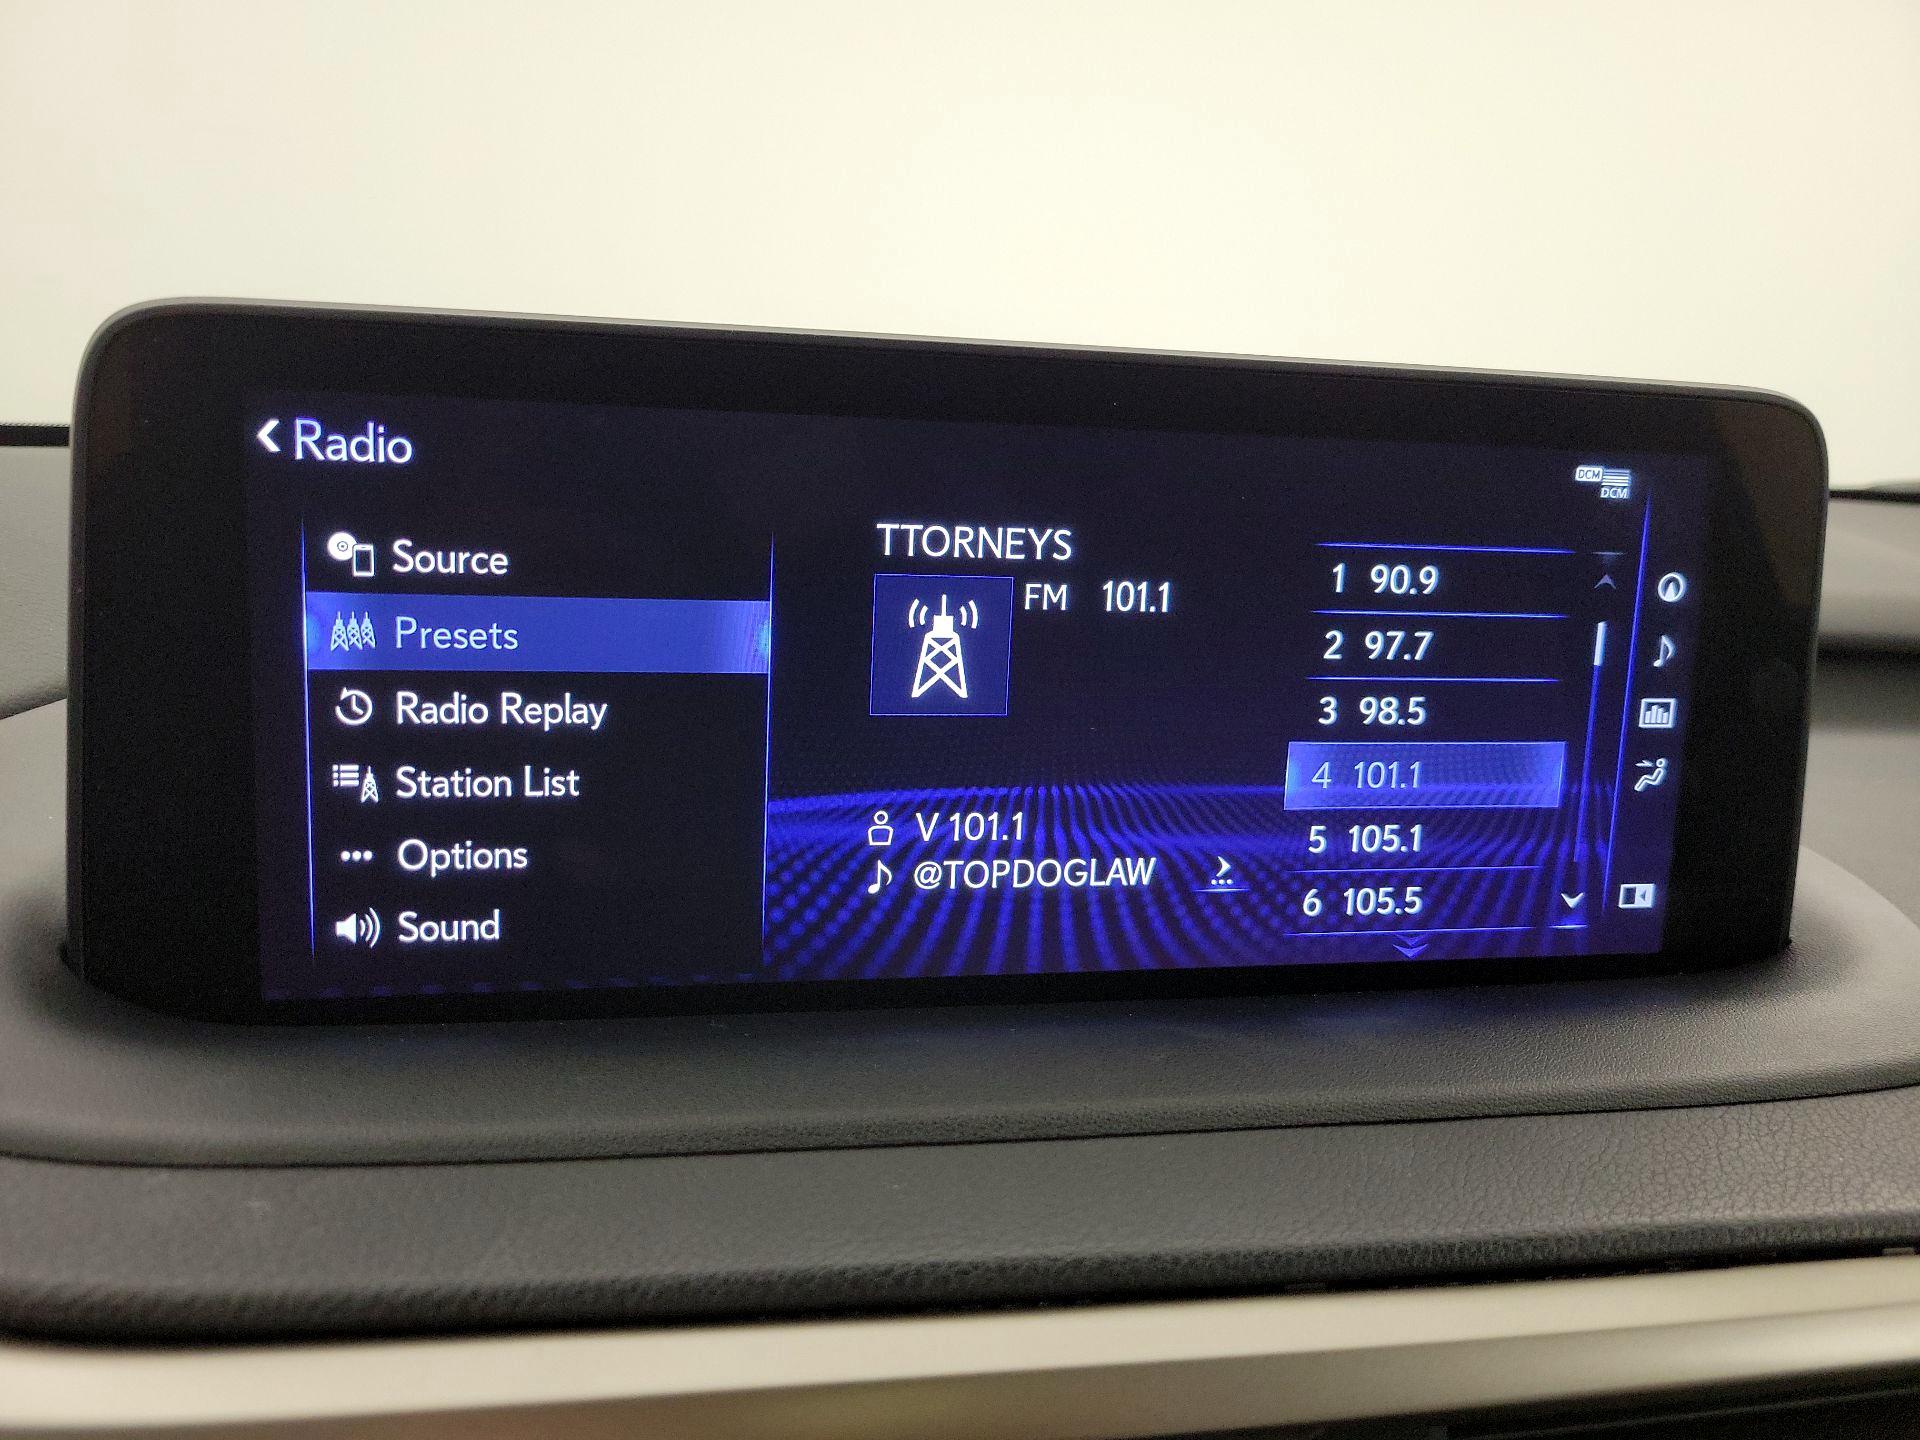 Radio
DCM
DCM
Source
Presets
Radio Replay
Station List
Options
Sound
TTORNEYS
FM 101.1
V 101.1
@TOPDOGLAW
1 90.9
2 97.7
3 98.5
4 101.1
5 105.1
6 105.5